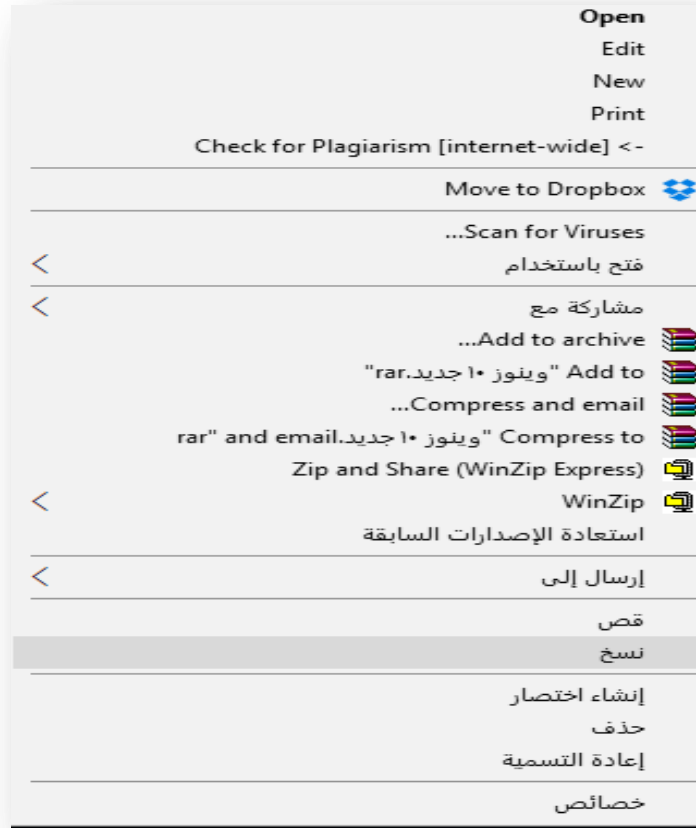 Open
Edit
New
Print
Check for Plagiarism [internet-wide] <-
Move to Dropbox
...Scan for Viruses
فتح باستخدام
مشاركة مع
...Add to archive
Add to "وينوز ١٠ جديد.rar"
...Compress and email
Compress to "وينوز ١٠ جديد.rar" and email
Zip and Share (WinZip Express)
WinZip
استعادة الإصدارات السابقة
إرسال إلى
قص
نسخ
إنشاء اختصار
حذف
إعادة التسمية
خصائص